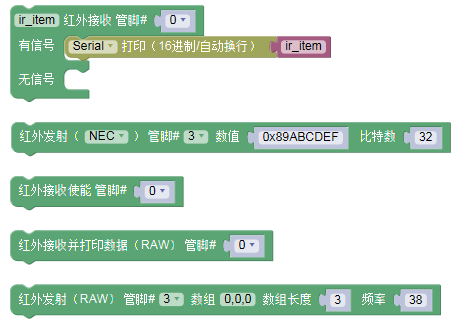 ir_item 红外接收 管脚# 0
有信号 Serial 打印（16进制/自动换行） ir_item
无信号
红外发射（ NEC ） 管脚# 3 数值 0x89ABCDEF 比特数 32
红外接收使能 管脚# 0
红外接收并打印数据（RAW） 管脚# 0
红外发射（RAW） 管脚# 3 数组 0,0,0 数组长度 3 频率 38